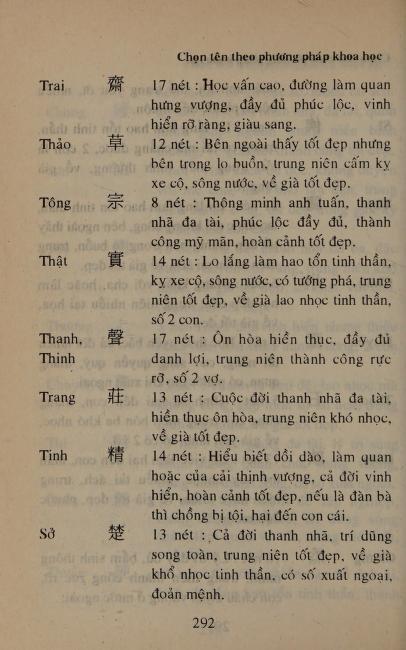 Chọn tên theo phương pháp khoa học
Trai 齋 17 nét : Học vấn cao, đường làm quan
hưng vượng, đầy đủ phúc lộc, vinh
hiển rỡ ràng, giàu sang.
Thảo 草 12 nét : Bên ngoài thấy tốt đẹp nhưng
bên trong lo buồn, trung niên cấm kỵ
xe cộ, sông nước, về già tốt đẹp.
Tông 宗 8 nét : Thông minh anh tuấn, thanh
nhã đa tài, phúc lộc đầy đủ, thành
công mỹ mãn, hoàn cảnh tốt đẹp.
Thật 實 14 nét : Lo lắng làm hao tổn tinh thần,
kỵ xe cộ, sông nước, có tướng phá, trung
niên tốt đẹp, về già lao nhọc tinh thần,
số 2 con.
Thanh, 聲 17 nét : Ôn hòa hiền thục, đầy đủ
Thinh danh lợi, trung niên thành công rực
rỡ, số 2 vợ.
Trang 莊 13 nét : Cuộc đời thanh nhã đa tài,
hiền thục ôn hòa, trung niên khó nhọc,
về già tốt đẹp.
Tinh 精 14 nét : Hiểu biết dồi dào, làm quan
hoặc của cải thịnh vượng, cả đời vinh
hiển, hoàn cảnh tốt đẹp, nếu là đàn bà
thì chồng bị tội, hại đến con cái.
Sở 楚 13 nét : Cả đời thanh nhã, trí dũng
song toàn, trung niên tốt đẹp, về già
khổ nhọc tinh thần, có số xuất ngoại,
đoản mệnh.
292